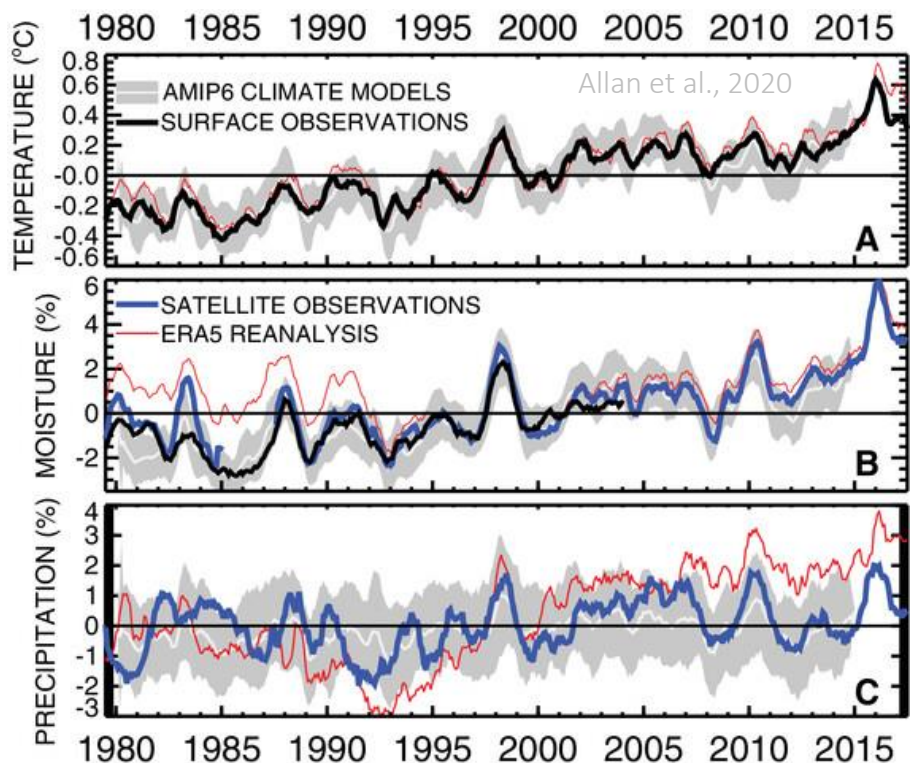 1980 1985 1990 1995 2000 2005 2010 2015
TEMPERATURE (°C)
0.8
0.6
0.4
0.2
-0.0
-0.2
-0.4
-0.6
AMIP6 CLIMATE MODELS
SURFACE OBSERVATIONS
Allan et al., 2020
A
MOISTURE (%)
6
4
2
0
-2
SATELLITE OBSERVATIONS
ERA5 REANALYSIS
B
PRECIPITATION (%)
4
3
2
1
0
-1
-2
-3
C
1980 1985 1990 1995 2000 2005 2010 2015